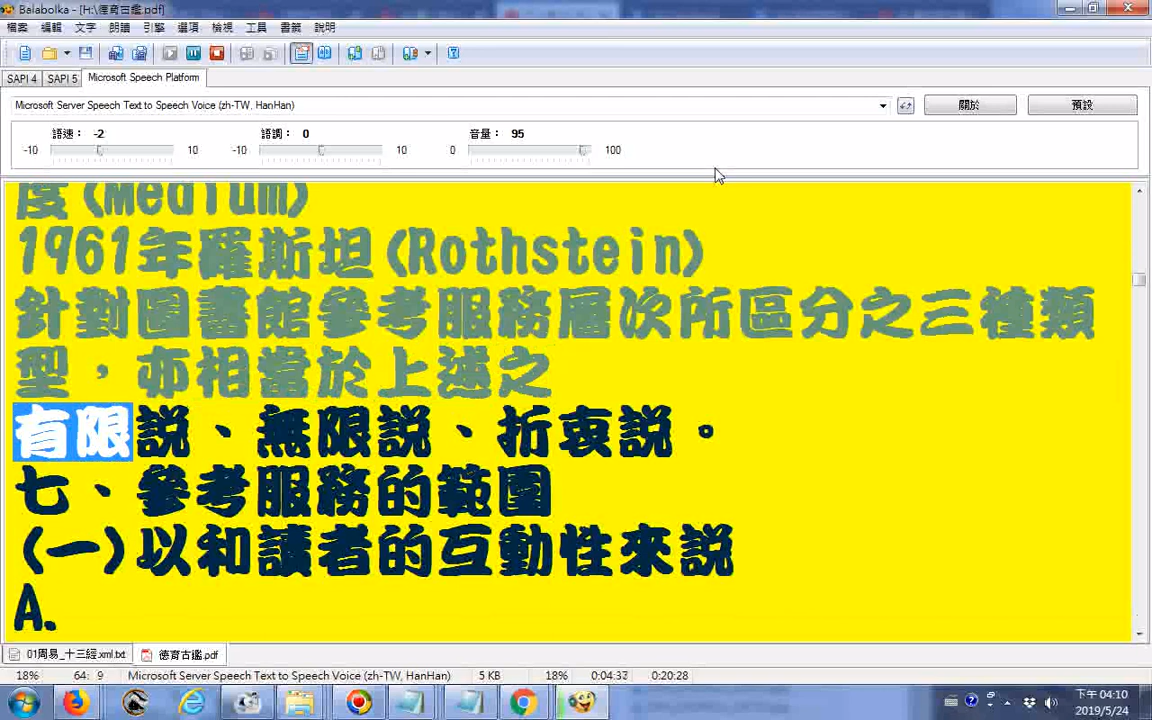 Balabolka - [H:\德育古鑑.pdf]
檔案 編輯 文字 朗讀 引擎 選項 檢視 工具 書籤 說明
SAPI 4 SAPI 5 Microsoft Speech Platform
Microsoft Server Speech Text to Speech Voice (zh-TW, HanHan) 關於 預設
語速： -2 語調： 0 音量： 95
-10 10 -10 10 0 100
度(Medium)
1961年羅斯坦(Rothstein)
針對圖書館參考服務層次所區分之三種類
型，亦相當於上述之
有限說、無限說、折衷說。
七、參考服務的範圍
(一)以和讀者的互動性來說
A.
01周易_十三經.xml.txt 德育古鑑.pdf
18% 64: 9 Microsoft Server Speech Text to Speech Voice (zh-TW, HanHan) 5 KB 18% 0:04:33 0:20:28
下午 04:10
2019/5/24